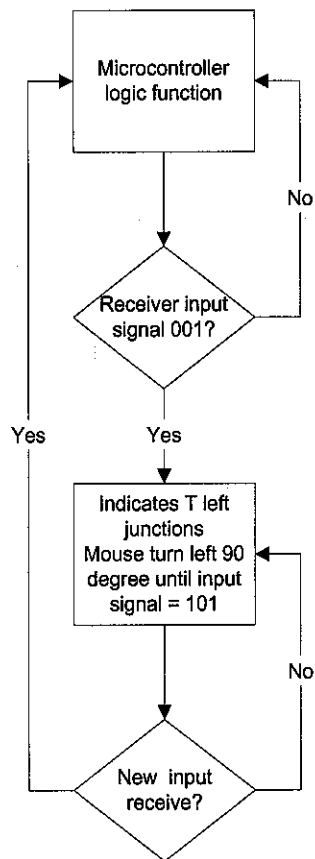 Microcontroller
logic function
No
Receiver input
signal 001?
Yes
Yes
Indicates T left
junctions
Mouse turn left 90
degree until input
signal = 101
No
New input
receive?